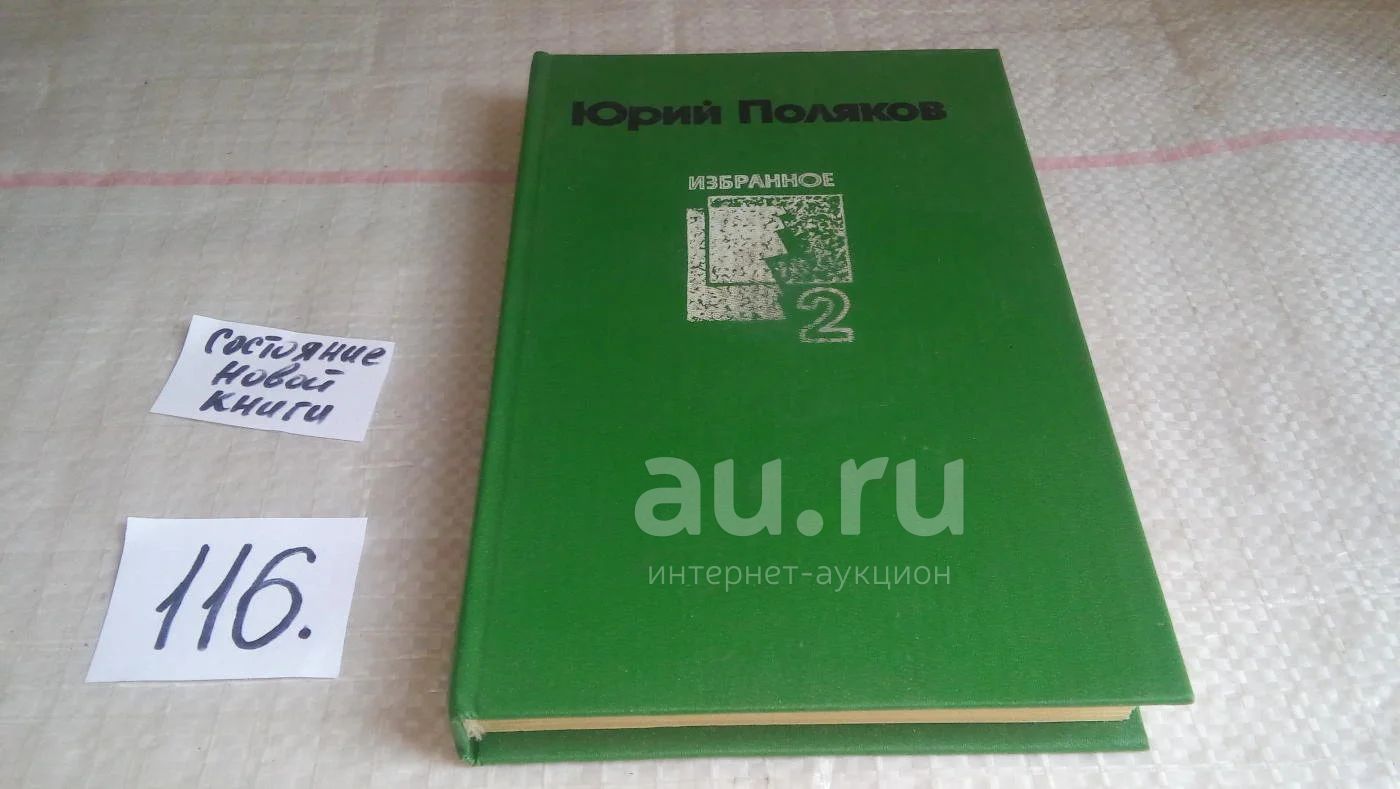 Юрий Поляков
ИЗБРАННОЕ
2
Состояние
новой
книги
116.
au.ru
интернет-аукцион